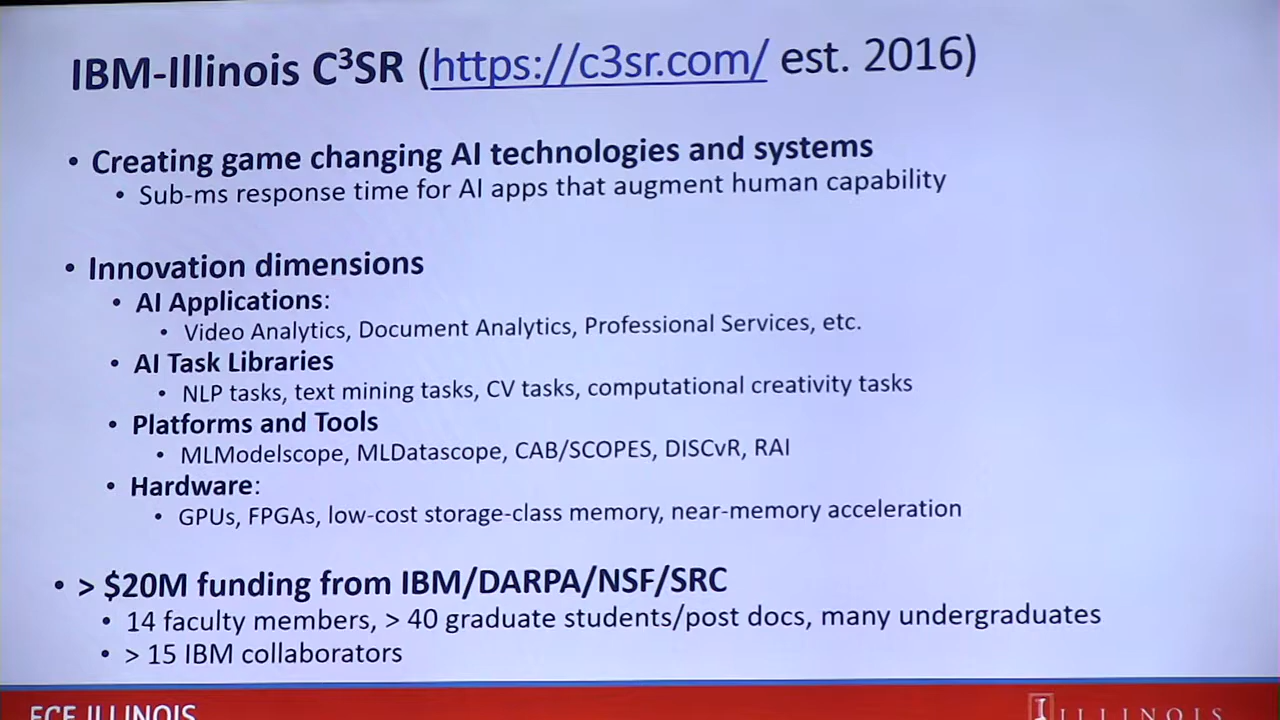 IBM-Illinois C³SR (https://c3sr.com/ est. 2016)
• Creating game changing AI technologies and systems
• Sub-ms response time for AI apps that augment human capability
• Innovation dimensions
• AI Applications:
• Video Analytics, Document Analytics, Professional Services, etc.
• AI Task Libraries
• NLP tasks, text mining tasks, CV tasks, computational creativity tasks
• Platforms and Tools
• MLModelscope, MLDatascope, CAB/SCOPES, DISCvR, RAI
• Hardware:
• GPUs, FPGAs, low-cost storage-class memory, near-memory acceleration
• > $20M funding from IBM/DARPA/NSF/SRC
• 14 faculty members, > 40 graduate students/post docs, many undergraduates
• > 15 IBM collaborators
ECE ILLINOIS
I ILLINOIS